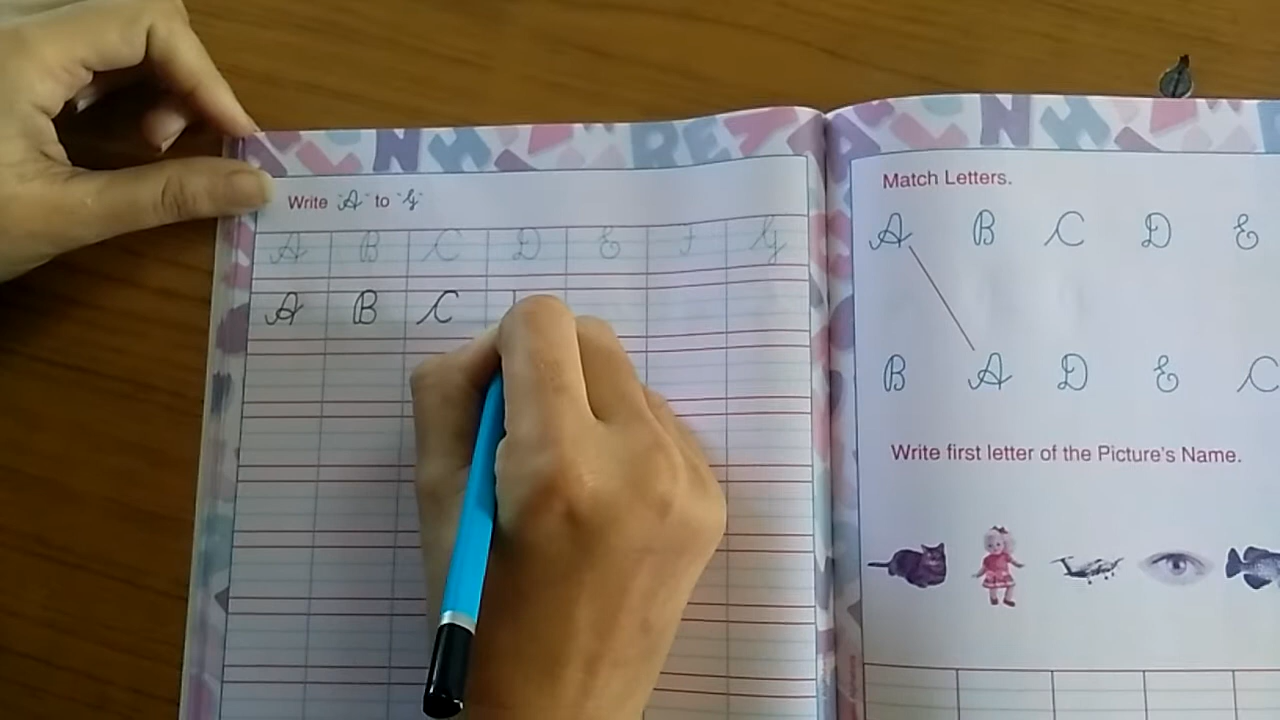 Write "A" to "G"
A B C D E F G
A B C
Match Letters.
A B C D E
B A D E C
Write first letter of the Picture's Name.